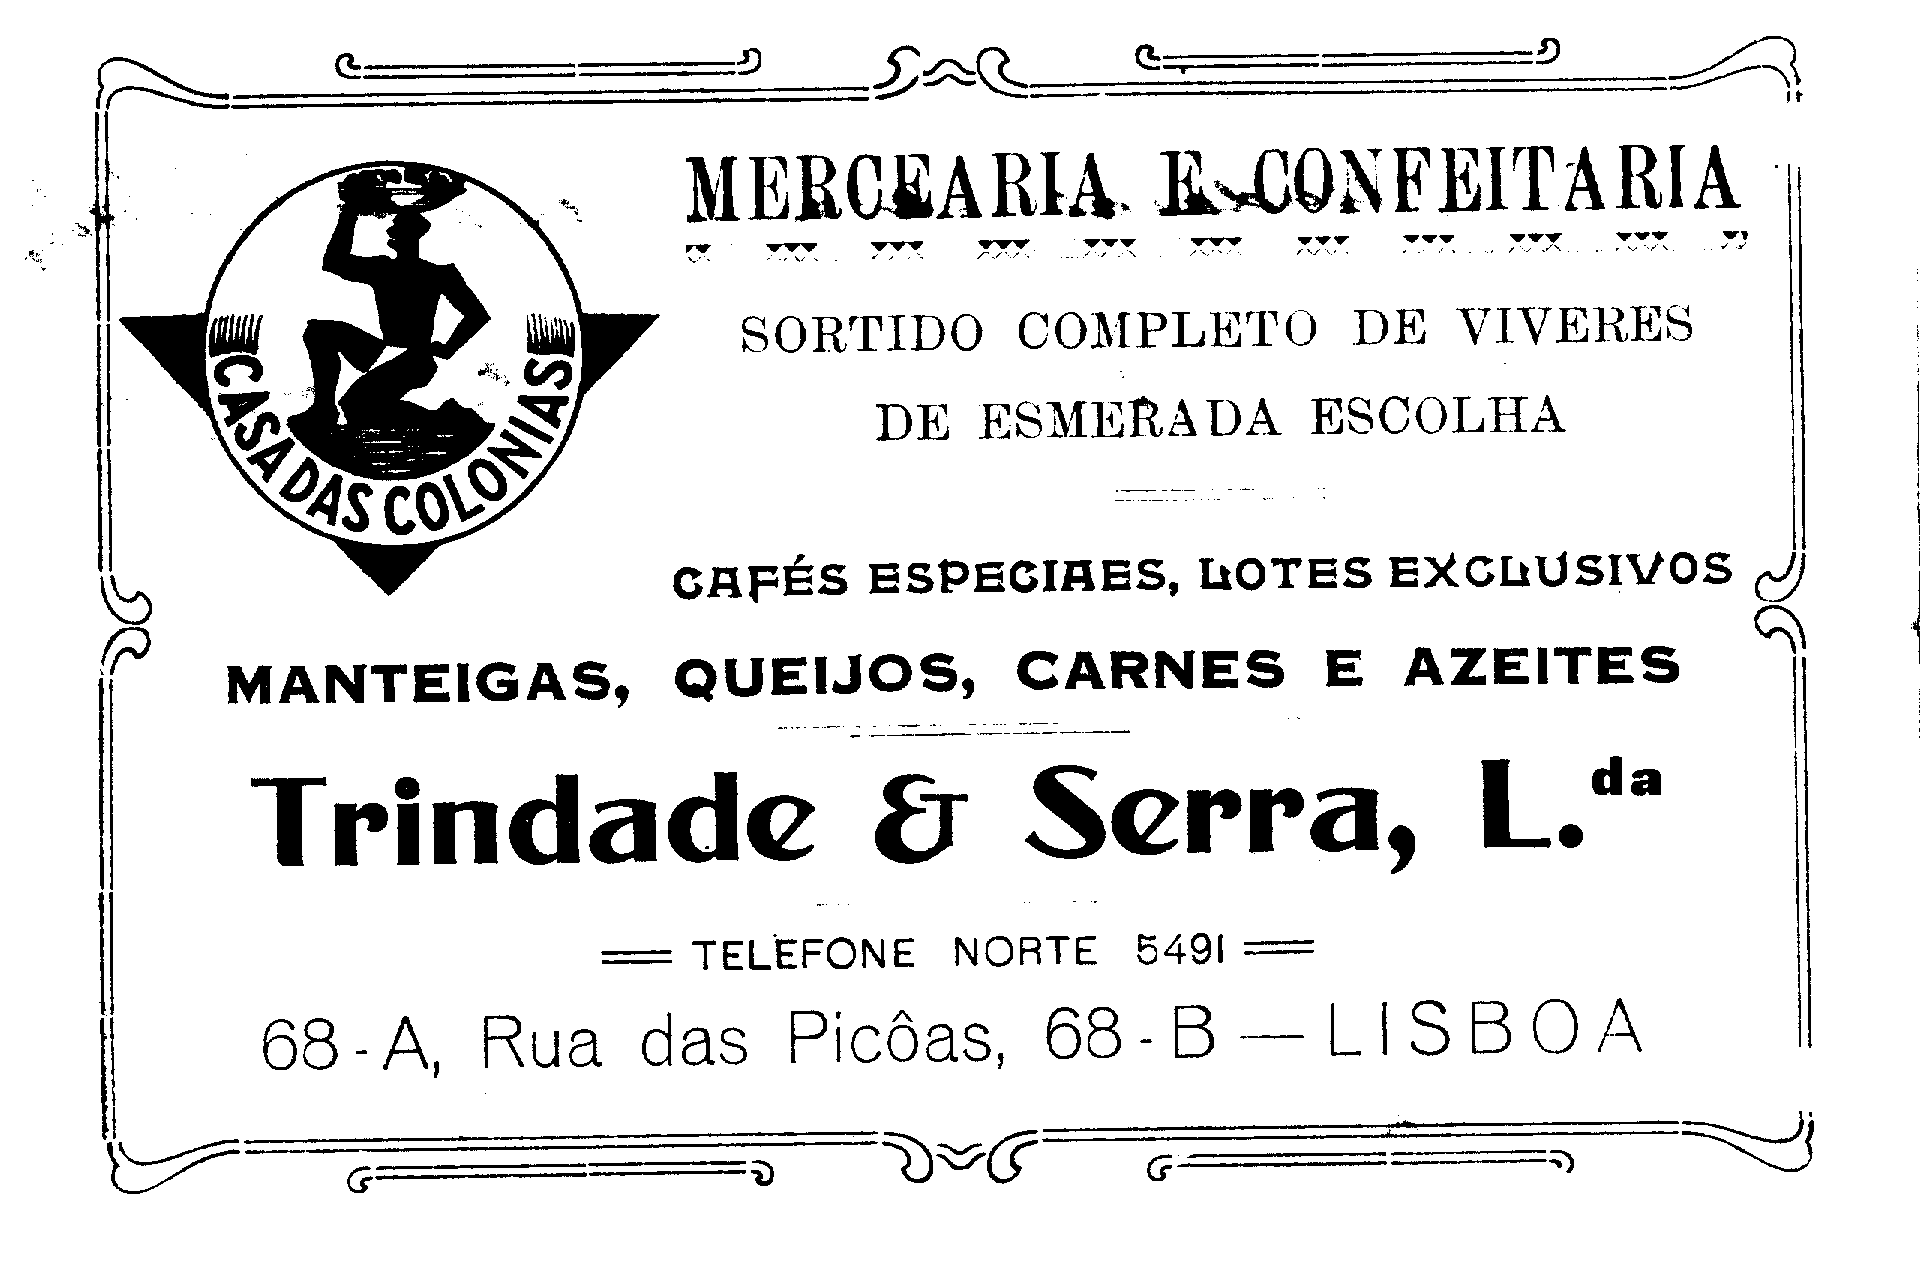 MERCEARIA E CONFEITARIA
CASA DAS COLONIAS
SORTIDO COMPLETO DE VIVERES
DE ESMERADA ESCOLHA
CAFÉS ESPECIAES, LOTES EXCLUSIVOS
MANTEIGAS, QUEIJOS, CARNES E AZEITES
Trindade & Serra, L.da
TELEFONE NORTE 5491
68-A, Rua das Picôas, 68-B — LISBOA